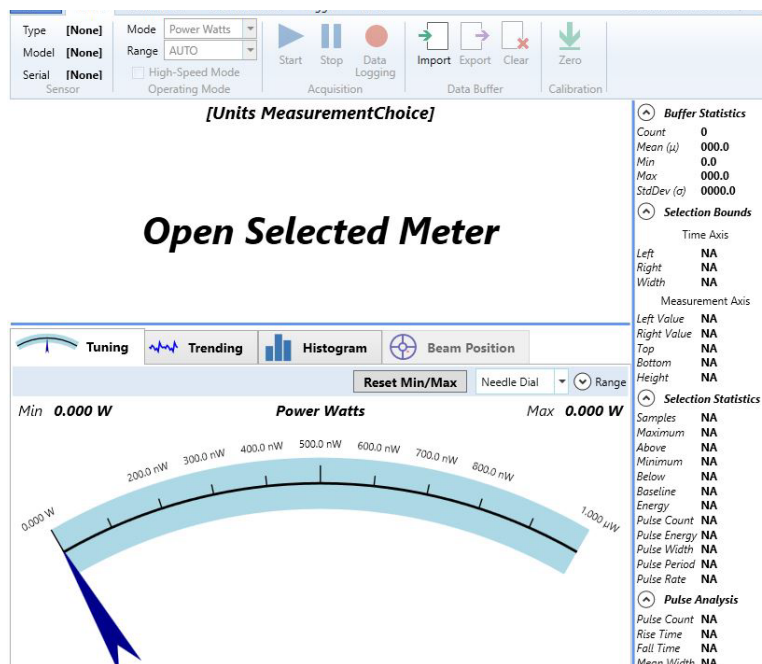 Type [None]
Model [None]
Serial [None]
Sensor
Mode Power Watts
Range AUTO
High-Speed Mode
Operating Mode
Start Stop Data Logging
Acquisition
Import Export Clear
Data Buffer
Zero
Calibration
[Units MeasurementChoice]
Open Selected Meter
Tuning Trending Histogram Beam Position
Reset Min/Max Needle Dial Range
Min 0.000 W Power Watts Max 0.000 W
0.000 W 200.0 nW 300.0 nW 400.0 nW 500.0 nW 600.0 nW 700.0 nW 800.0 nW 1.000 µW
Buffer Statistics
Count 0
Mean (µ) 000.0
Min 0.0
Max 000.0
StdDev (σ) 0000.0
Selection Bounds
Time Axis
Left NA
Right NA
Width NA
Measurement Axis
Left Value NA
Right Value NA
Top NA
Bottom NA
Height NA
Selection Statistics
Samples NA
Maximum NA
Above NA
Minimum NA
Below NA
Baseline NA
Energy NA
Pulse Count NA
Pulse Energy NA
Pulse Width NA
Pulse Period NA
Pulse Rate NA
Pulse Analysis
Pulse Count NA
Rise Time NA
Fall Time NA
Mean Width NA